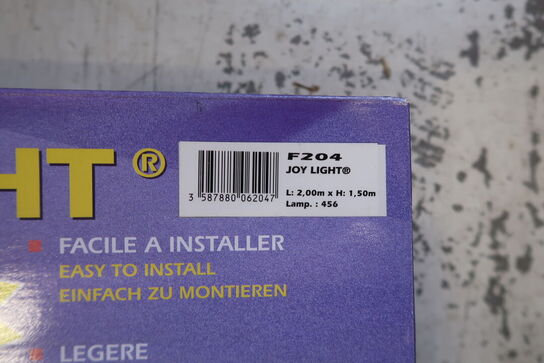 HT®
F204
JOY LIGHT®
L: 2,00m x H: 1,50m
Lamp. : 456
3 587880 062047
FACILE A INSTALLER
EASY TO INSTALL
EINFACH ZU MONTIEREN
LEGERE